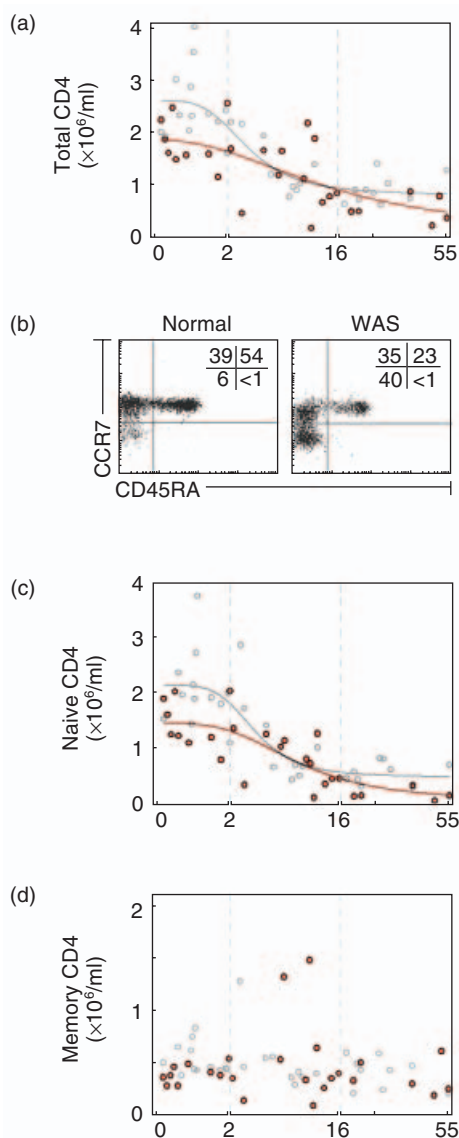 (a)
Total CD4
(×10⁶/ml)
4
3
2
1
0
0 2 16 55
(b)
Normal WAS
39 54
6 <1
35 23
40 <1
CCR7
CD45RA
(c)
Naive CD4
(×10⁶/ml)
4
3
2
1
0
0 2 16 55
(d)
Memory CD4
(×10⁶/ml)
2
1
0
0 2 16 55